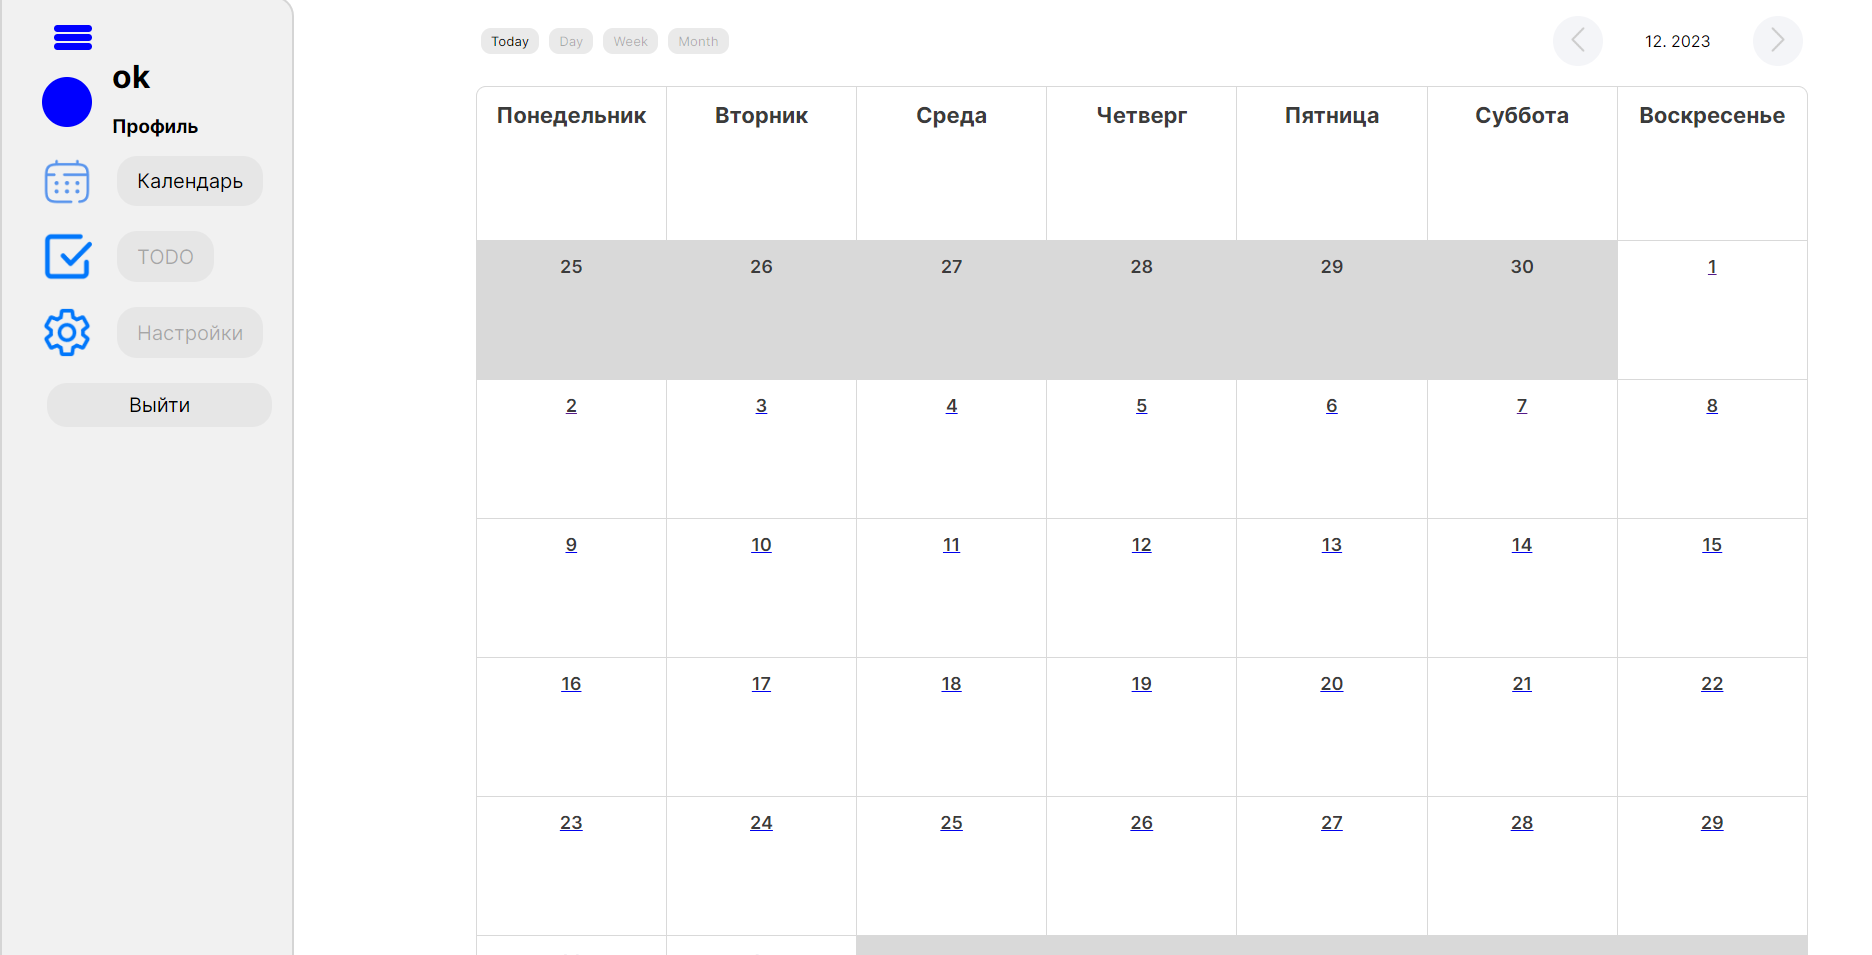 ok
Профиль
Календарь
TODO
Настройки
Выйти
Today Day Week Month
12. 2023
Понедельник Вторник Среда Четверг Пятница Суббота Воскресенье
25 26 27 28 29 30 1
2 3 4 5 6 7 8
9 10 11 12 13 14 15
16 17 18 19 20 21 22
23 24 25 26 27 28 29